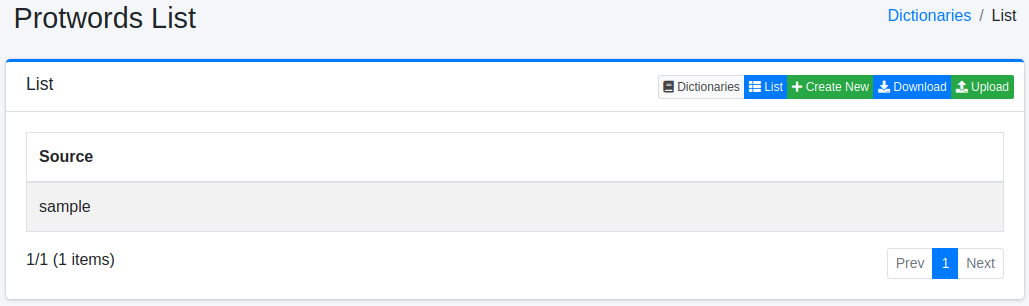 Protwords List
Dictionaries / List
List
Dictionaries List Create New Download Upload
Source
sample
1/1 (1 items)
Prev 1 Next